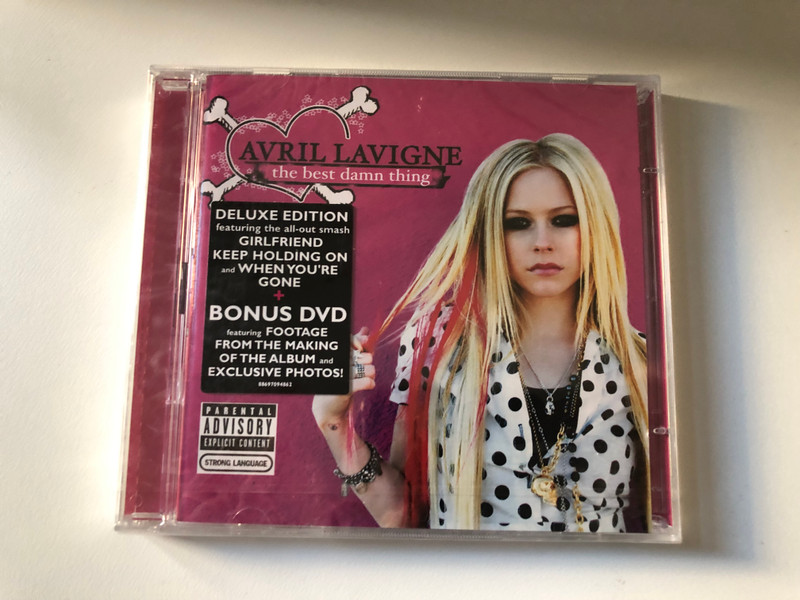 AVRIL LAVIGNE
the best damn thing
DELUXE EDITION
featuring the all-out smash
GIRLFRIEND
KEEP HOLDING ON
and WHEN YOU'RE
GONE
+
BONUS DVD
featuring FOOTAGE
FROM THE MAKING
OF THE ALBUM and
EXCLUSIVE PHOTOS!
88697094862
PARENTAL
ADVISORY
EXPLICIT CONTENT
STRONG LANGUAGE